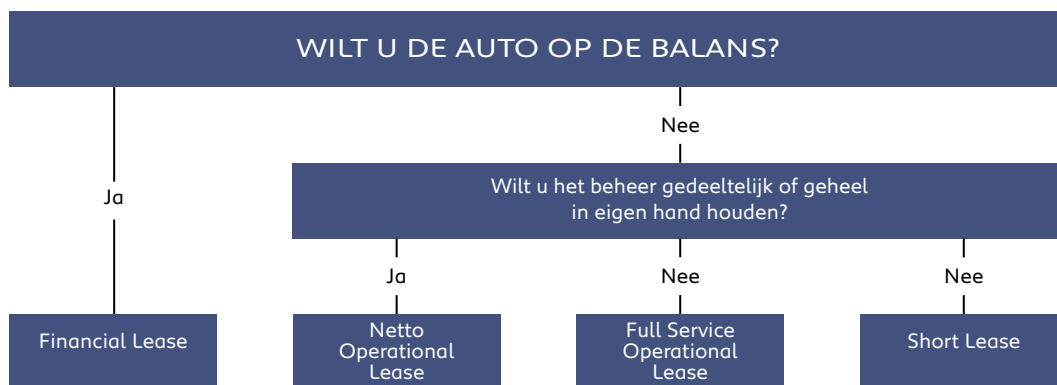 WILT U DE AUTO OP DE BALANS?
Nee
Wilt u het beheer gedeeltelijk of geheel
in eigen hand houden?
Ja
Ja
Nee
Nee
Financial Lease
Netto
Operational
Lease
Full Service
Operational
Lease
Short Lease